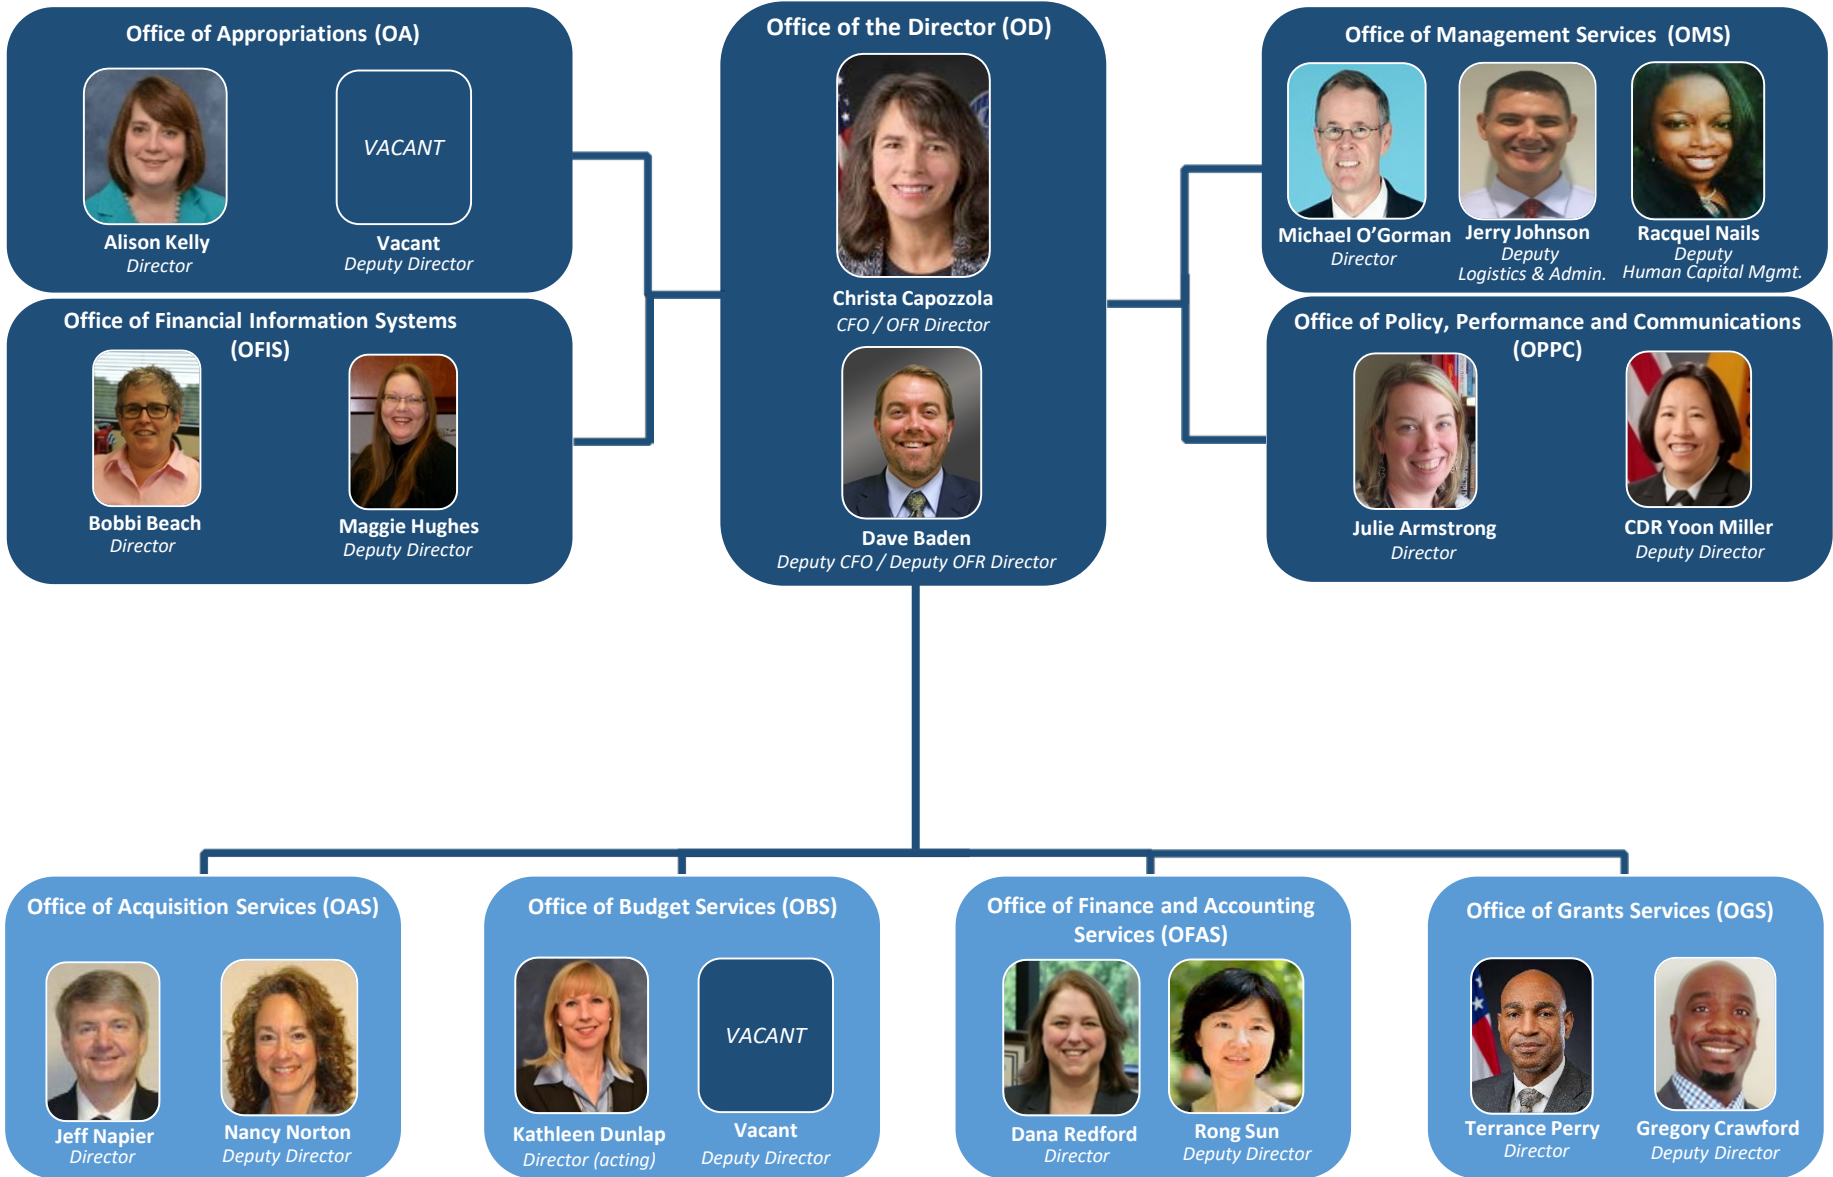 Office of Appropriations (OA)
VACANT
Alison Kelly
Director
Vacant
Deputy Director
Office of the Director (OD)
Christa Capozzola
CFO / OFR Director
Dave Baden
Deputy CFO / Deputy OFR Director
Office of Management Services (OMS)
Michael O’Gorman
Director
Jerry Johnson
Deputy
Logistics & Admin.
Racquel Nails
Deputy
Human Capital Mgmt.
Office of Financial Information Systems
(OFIS)
Bobbi Beach
Director
Maggie Hughes
Deputy Director
Office of Policy, Performance and Communications
(OPPC)
Julie Armstrong
Director
CDR Yoon Miller
Deputy Director
Office of Acquisition Services (OAS)
Jeff Napier
Director
Nancy Norton
Deputy Director
Office of Budget Services (OBS)
VACANT
Kathleen Dunlap
Director (acting)
Vacant
Deputy Director
Office of Finance and Accounting
Services (OFAS)
Dana Redford
Director
Rong Sun
Deputy Director
Office of Grants Services (OGS)
Terrance Perry
Director
Gregory Crawford
Deputy Director